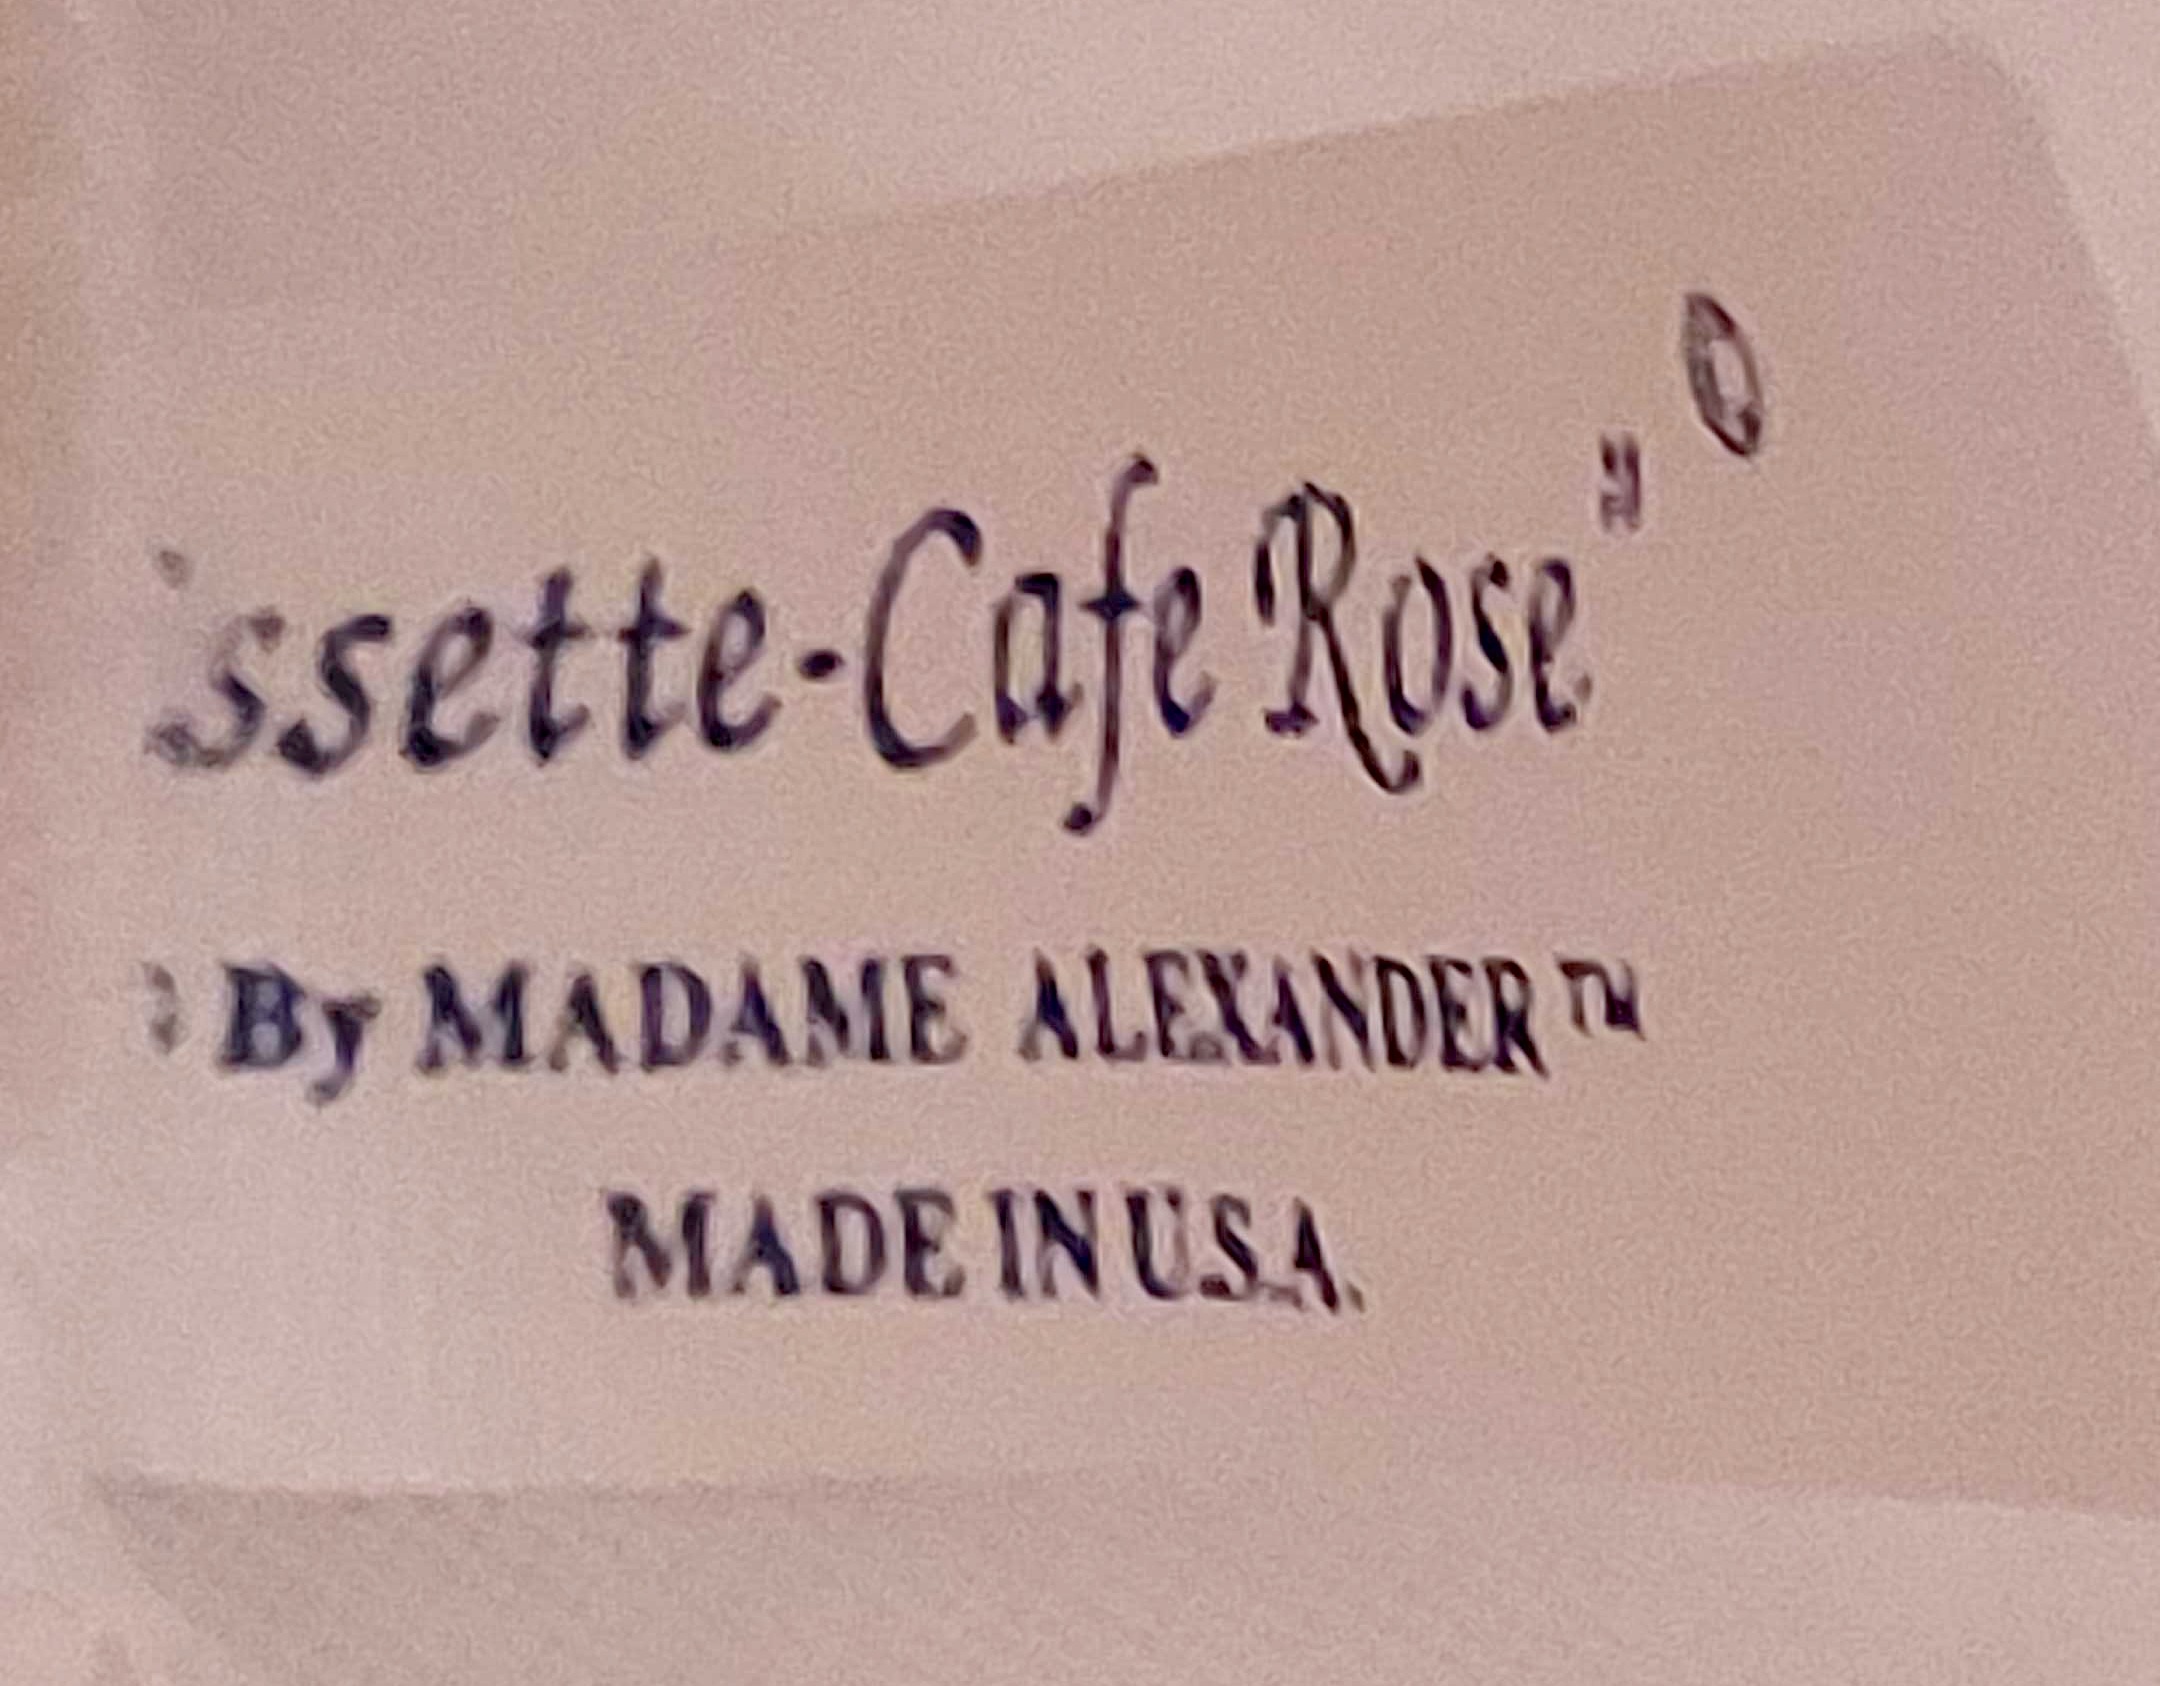 ssette-Cafe Rose" ©
By MADAME ALEXANDER™
MADE IN U.S.A.